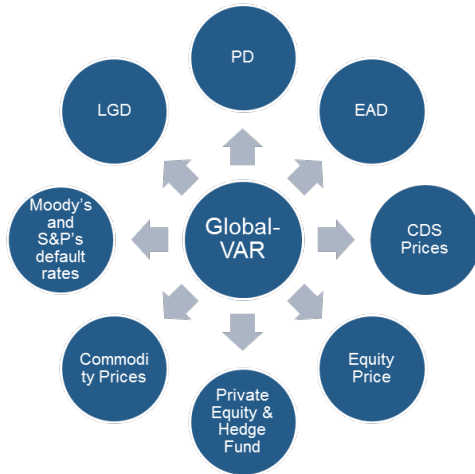 PD
EAD
CDS
Prices
Equity
Price
Private
Equity &
Hedge
Fund
Commodi
ty Prices
Moody's
and
S&P's
default
rates
LGD
Global-
VAR